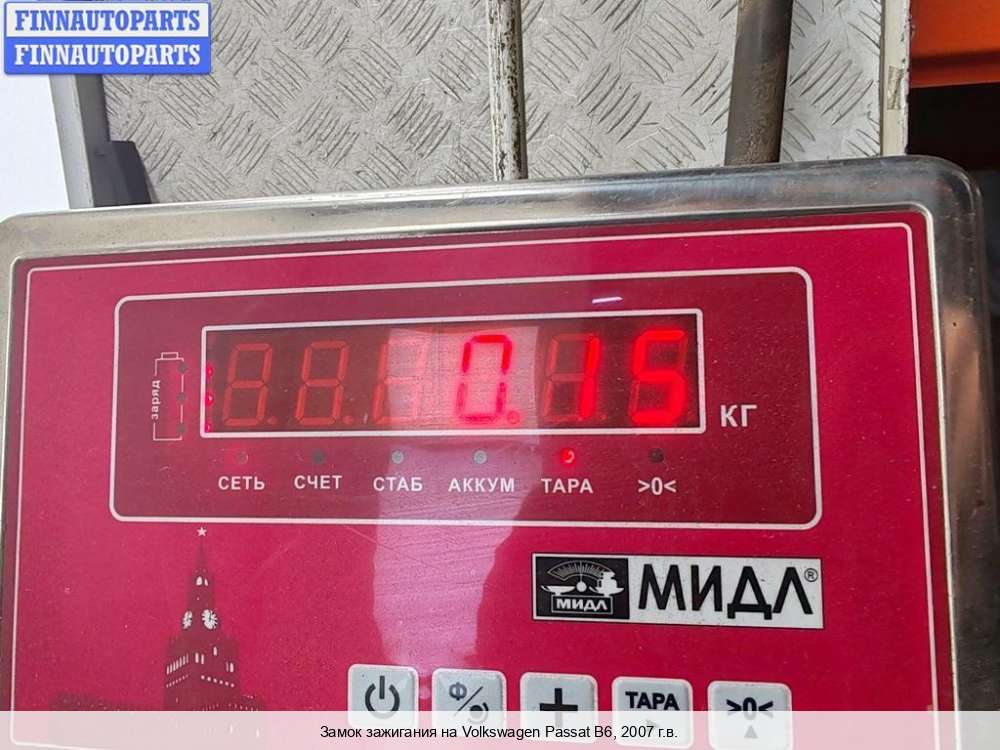 FINNAUTOPARTS
FINNAUTOPARTS
заряд
0.15
КГ
СЕТЬ СЧЕТ СТАБ АККУМ ТАРА >0<
МИДЛ
МИДЛ®
Ф
ТАРА
>0<
Замок зажигания на Volkswagen Passat B6, 2007 г.в.